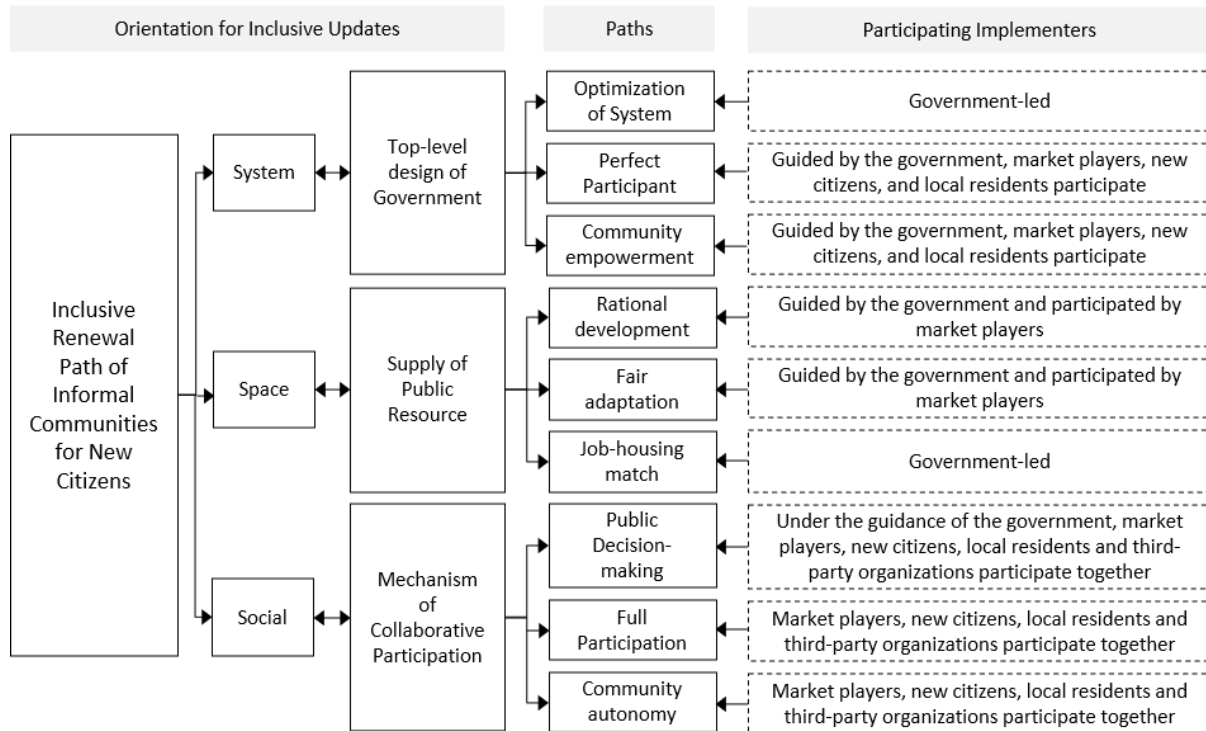 Orientation for Inclusive Updates
Paths
Participating Implementers
Inclusive
Renewal
Path of
Informal
Communities
for New
Citizens
System
Top-level
design of
Government
Optimization
of System
Government-led
Perfect
Participant
Guided by the government, market players, new
citizens, and local residents participate
Community
empowerment
Guided by the government, market players, new
citizens, and local residents participate
Space
Supply of
Public
Resource
Rational
development
Guided by the government and participated by
market players
Fair
adaptation
Guided by the government and participated by
market players
Job-housing
match
Government-led
Social
Mechanism
of
Collaborative
Participation
Public
Decision-
making
Under the guidance of the government, market
players, new citizens, local residents and third-
party organizations participate together
Full
Participation
Market players, new citizens, local residents and
third-party organizations participate together
Community
autonomy
Market players, new citizens, local residents and
third-party organizations participate together